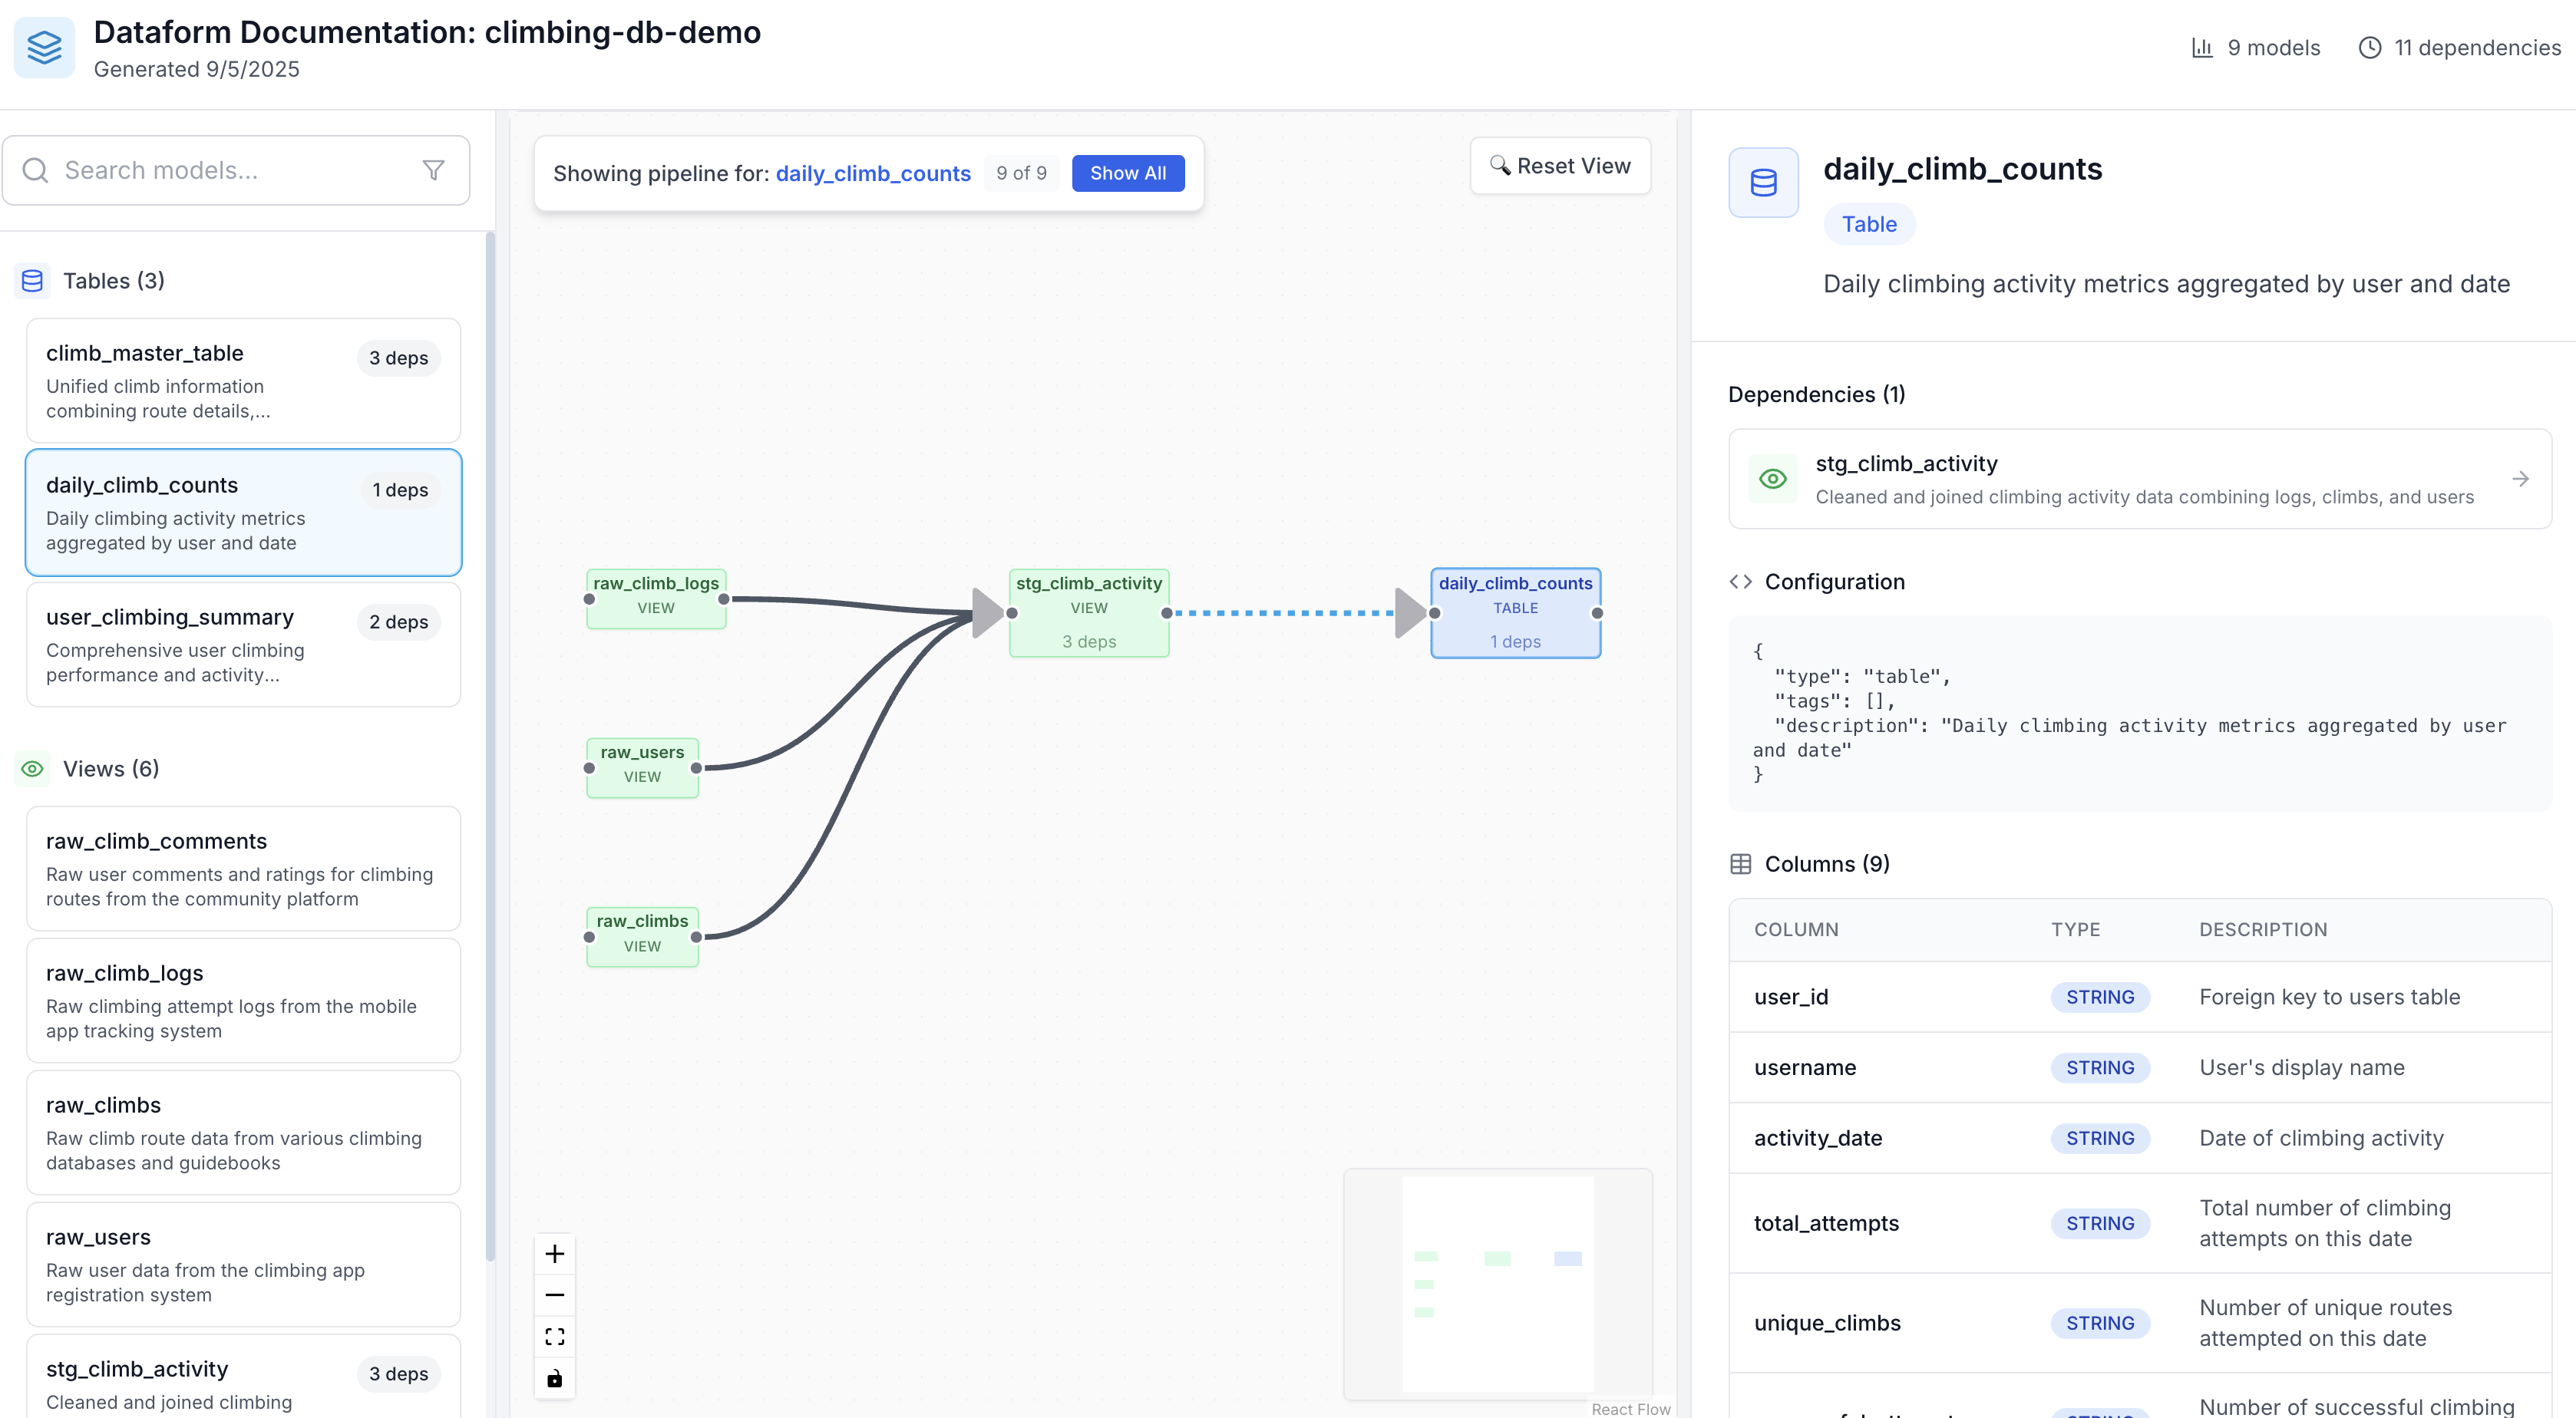 Dataform Documentation: climbing-db-demo
Generated 9/5/2025
9 models
11 dependencies
Search models...
Tables (3)
climb_master_table
3 deps
Unified climb information
combining route details,...
daily_climb_counts
1 deps
Daily climbing activity metrics
aggregated by user and date
user_climbing_summary
2 deps
Comprehensive user climbing
performance and activity...
Views (6)
raw_climb_comments
Raw user comments and ratings for climbing
routes from the community platform
raw_climb_logs
Raw climbing attempt logs from the mobile
app tracking system
raw_climbs
Raw climb route data from various climbing
databases and guidebooks
raw_users
Raw user data from the climbing app
registration system
stg_climb_activity
3 deps
Cleaned and joined climbing
Showing pipeline for: daily_climb_counts
9 of 9
Show All
Reset View
raw_climb_logs
VIEW
stg_climb_activity
VIEW
3 deps
daily_climb_counts
TABLE
1 deps
raw_users
VIEW
raw_climbs
VIEW
React Flow
daily_climb_counts
Table
Daily climbing activity metrics aggregated by user and date
Dependencies (1)
stg_climb_activity
Cleaned and joined climbing activity data combining logs, climbs, and users
Configuration
{
"type": "table",
"tags": [],
"description": "Daily climbing activity metrics aggregated by user
and date"
}
Columns (9)
COLUMN TYPE DESCRIPTION
user_id STRING Foreign key to users table
username STRING User's display name
activity_date STRING Date of climbing activity
total_attempts STRING Total number of climbing
attempts on this date
unique_climbs STRING Number of unique routes
attempted on this date
Number of successful climbing